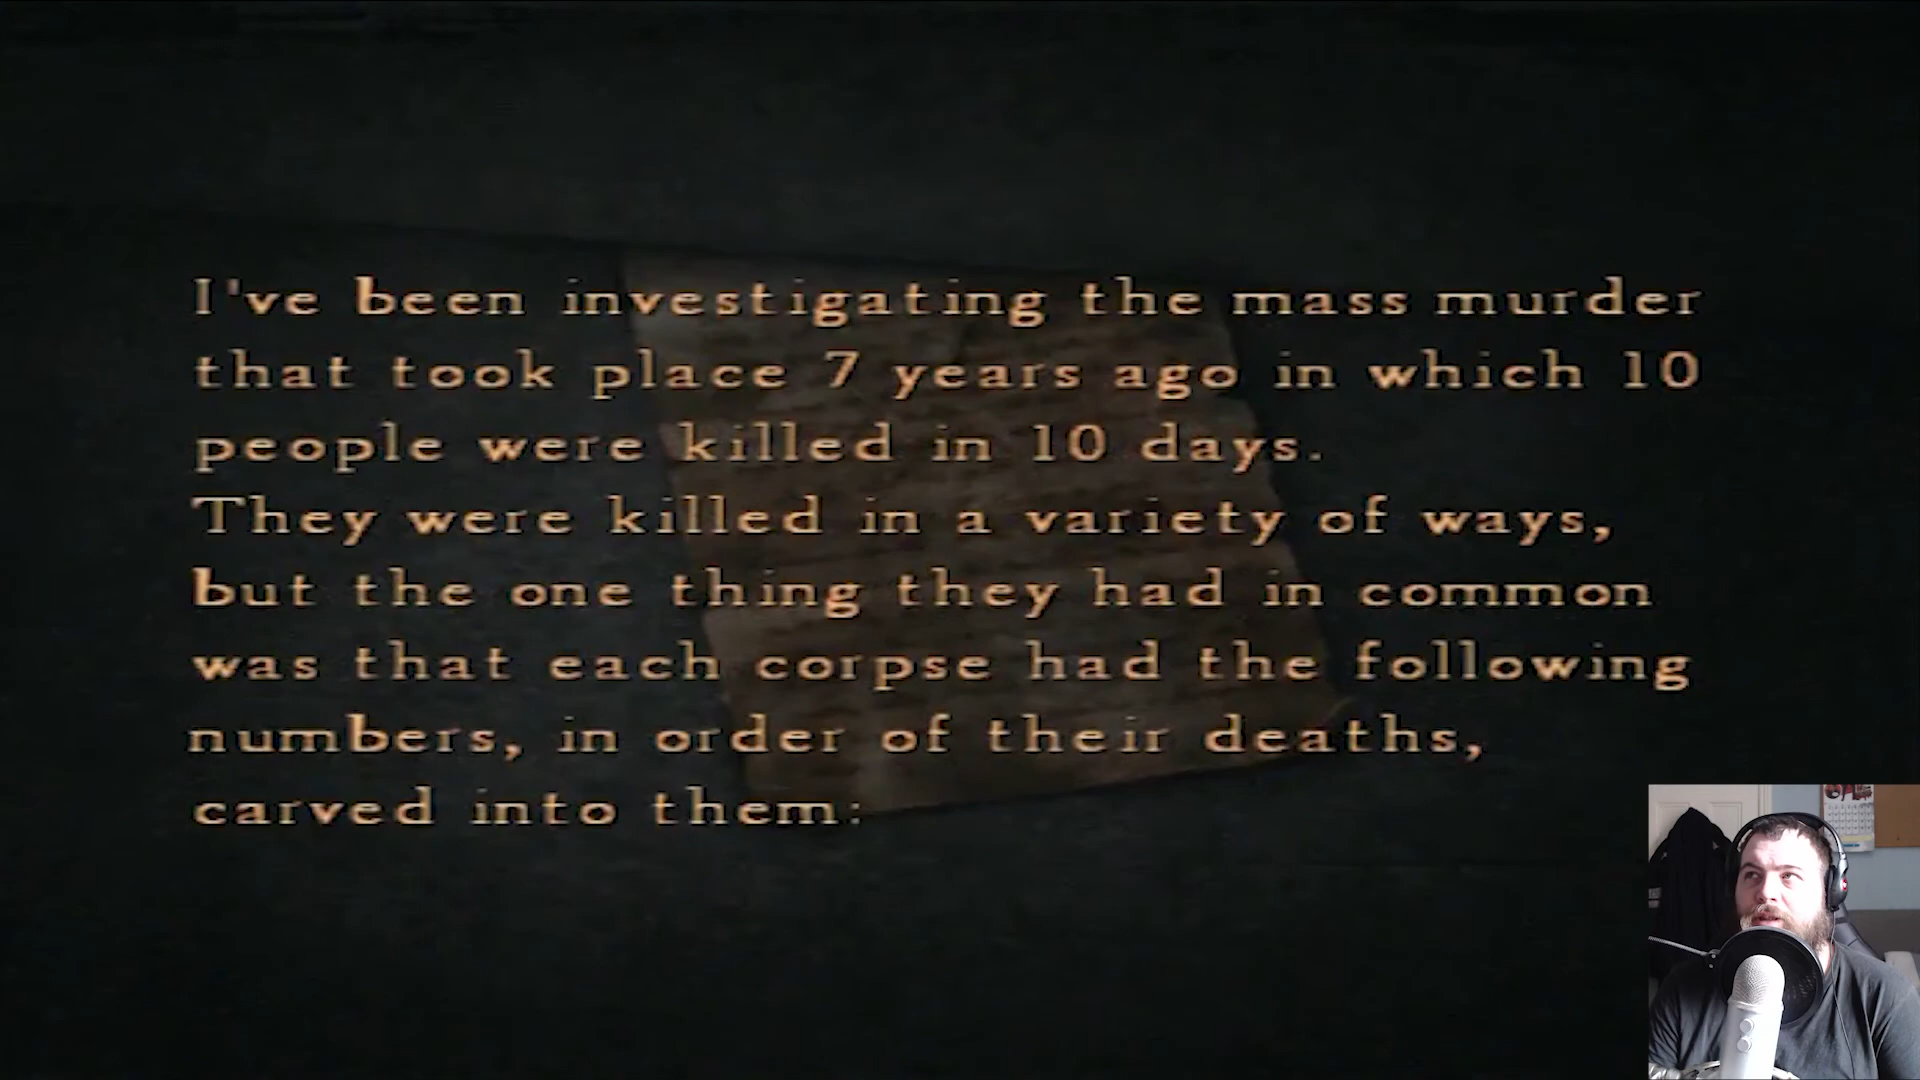 I've been investigating the mass murder
that took place 7 years ago in which 10
people were killed in 10 days.
They were killed in a variety of ways,
but the one thing they had in common
was that each corpse had the following
numbers, in order of their deaths,
carved into them: